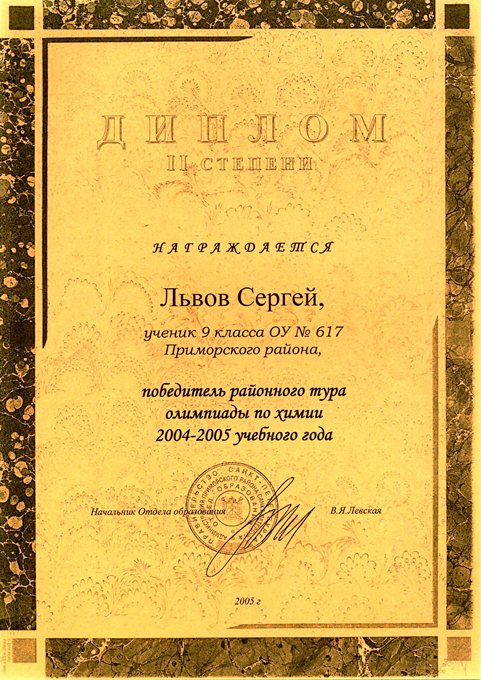 ДИПЛОМ
II СТЕПЕНИ
НАГРАЖДАЕТСЯ
Львов Сергей,
ученик 9 класса ОУ № 617
Приморского района,
победитель районного тура
олимпиады по химии
2004-2005 учебного года
Начальник Отдела образования
В.Я.Левская
2005 г